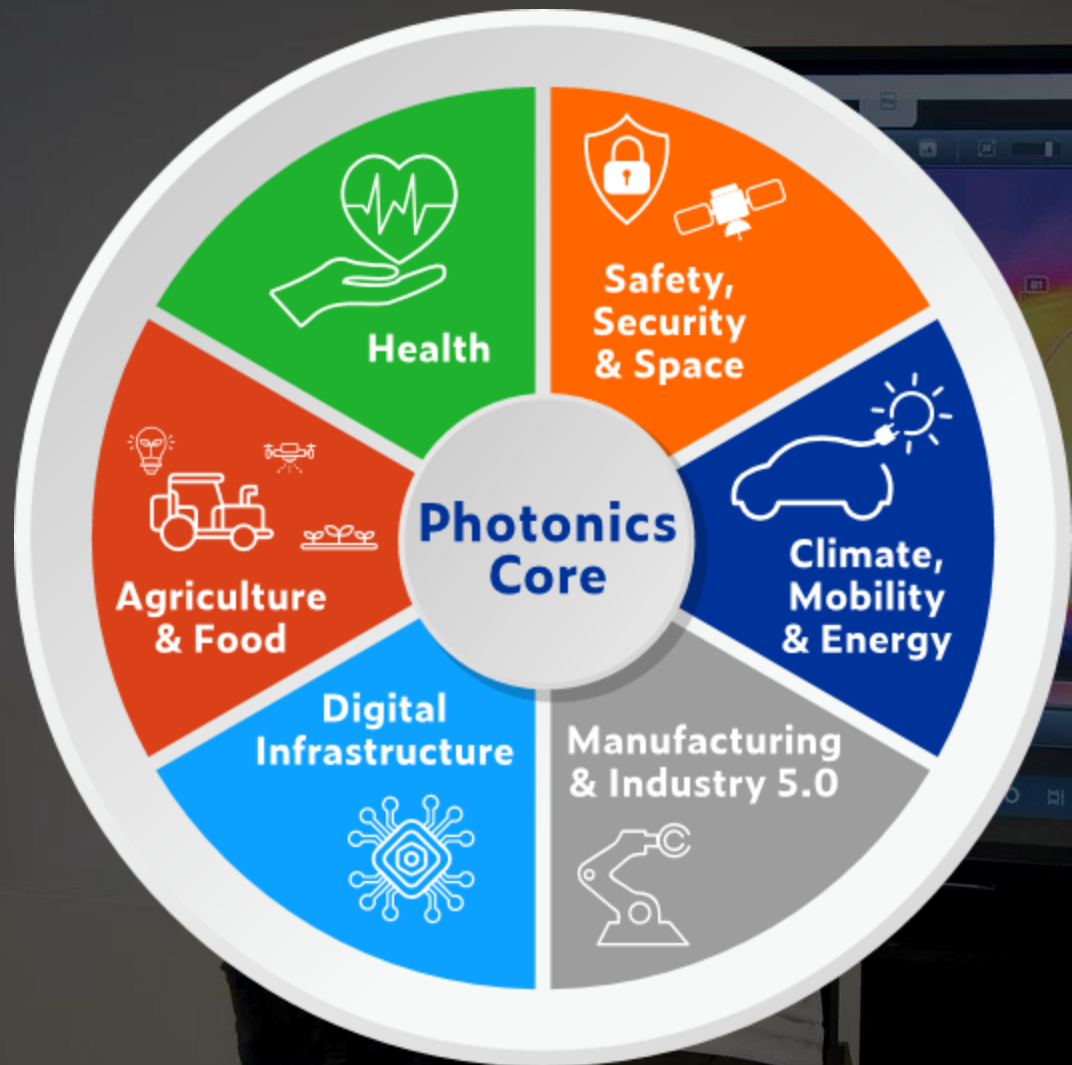 Health
Safety,
Security
& Space
Climate,
Mobility
& Energy
Manufacturing
& Industry 5.0
Digital
Infrastructure
Agriculture
& Food
Photonics
Core